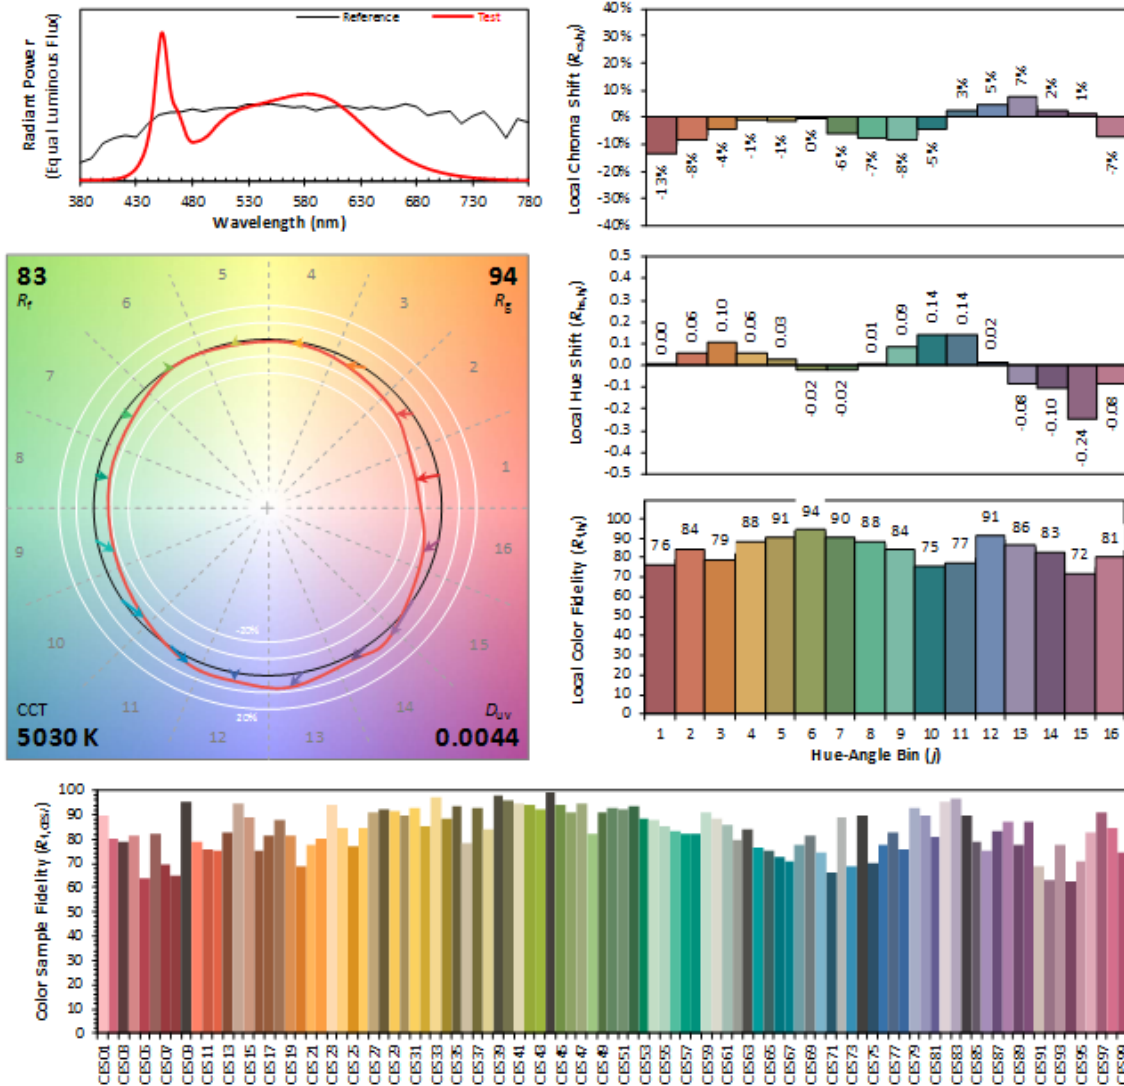 Reference
Test
Radiant Power
(Equal Luminous Flux)
380 430 480 530 580 630 680 730 780
Wavelength (nm)
Local Chroma Shift (Rcs,hj)
40%
30%
20%
10%
0%
-10%
-20%
-30%
-40%
-13% -8% -4% -1% -1% 0% -6% -7% -8% -5% 3% 5% 7% 2% 1% -7%
83
Rf
94
Rg
5 4
6 3
7 2
8 1
9 16
10 15
11 14
12 13
-20%
20%
CCT
5030 K
Duv
0.0044
Local Hue Shift (Rhs,hj)
0.5
0.4
0.3
0.2
0.1
0.0
-0.1
-0.2
-0.3
-0.4
-0.5
0.00 0.06 0.10 0.06 0.03 -0.02 -0.02 0.01 0.09 0.14 0.14 0.02 -0.08 -0.10 -0.24 -0.08
Local Color Fidelity (Rf,hj)
100
90
80
70
60
50
40
30
20
10
0
76 84 79 88 91 94 90 88 84 75 77 91 86 83 72 81
1 2 3 4 5 6 7 8 9 10 11 12 13 14 15 16
Hue-Angle Bin (j)
Color Sample Fidelity (Rf,CESi)
100
90
80
70
60
50
40
30
20
10
0
CES01 CES03 CES05 CES07 CES09 CES11 CES13 CES15 CES17 CES19 CES21 CES23 CES25 CES27 CES29 CES31 CES33 CES35 CES37 CES39 CES41 CES43 CES45 CES47 CES49 CES51 CES53 CES55 CES57 CES59 CES61 CES63 CES65 CES67 CES69 CES71 CES73 CES75 CES77 CES79 CES81 CES83 CES85 CES87 CES89 CES91 CES93 CES95 CES97 CES99